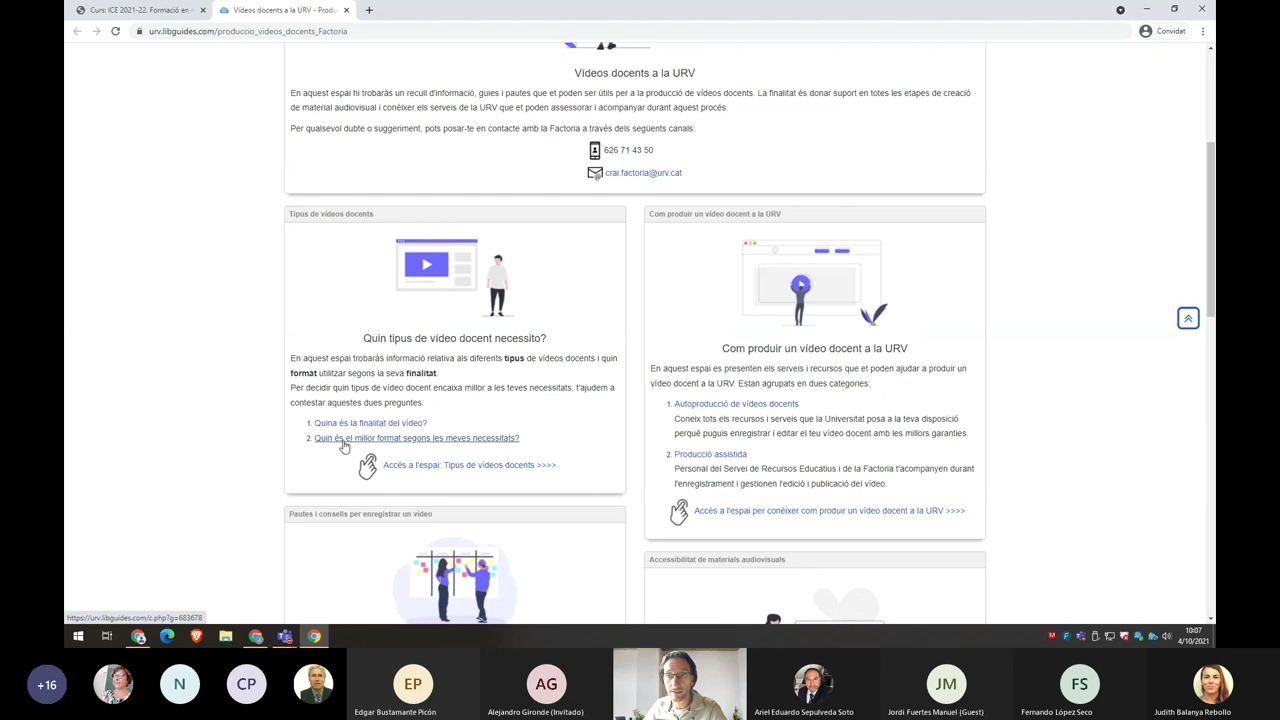 Curs: ICE 2021-22. Formació en n
Vídeos docents a la URV - Produ
urv.libguides.com/produccio_videos_docents_Factoria
Convidat
Vídeos docents a la URV
En aquest espai hi trobaràs un recull d'informació, guies i pautes que et poden ser útils per a la producció de vídeos docents. La finalitat és donar suport en totes les etapes de creació
de material audiovisual i conèixer els serveis de la URV que et poden assessorar i acompanyar durant aquest procés.
Per qualsevol dubte o suggeriment, pots posar-te en contacte amb la Factoria a través dels següents canals:
626 71 43 50
crai.factoria@urv.cat
Tipus de vídeos docents
Quin tipus de vídeo docent necessito?
En aquest espai trobaràs informació relativa als diferents tipus de vídeos docents i quin
format utilitzar segons la seva finalitat.
Per decidir quin tipus de vídeo docent encaixa millor a les teves necessitats, t'ajudem a
contestar aquestes dues preguntes:
1. Quina és la finalitat del vídeo?
2. Quin és el millor format segons les meves necessitats?
Accés a l'espai: Tipus de vídeos docents >>>>
Com produir un vídeo docent a la URV
Com produir un vídeo docent a la URV
En aquest espai es presenten els serveis i recursos que et poden ajudar a produir un
vídeo docent a la URV. Estan agrupats en dues categories:
1. Autoproducció de vídeos docents
Coneix tots els recursos i serveis que la Universitat posa a la teva disposició
perquè puguis enregistrar i editar el teu vídeo docent amb les millors garanties.
2. Producció assistida
Personal del Servei de Recursos Educatius i de la Factoria t'acompanyen durant
l'enregistrament i gestionen l'edició i publicació del vídeo.
Accés a l'espai per conèixer com produir un vídeo docent a la URV >>>>
Pautes i consells per enregistrar un vídeo
Accessibilitat de materials audiovisuals
https://urv.libguides.com/c.php?g=683678
10:07
4/10/2021
+16
N
CP
EP
Edgar Bustamante Picón
AG
Alejandro Gironde (Invitado)
Ariel Eduardo Sepulveda Soto
JM
Jordi Fuertes Manuel (Guest)
FS
Fernando López Seco
Judith Balanya Rebollo